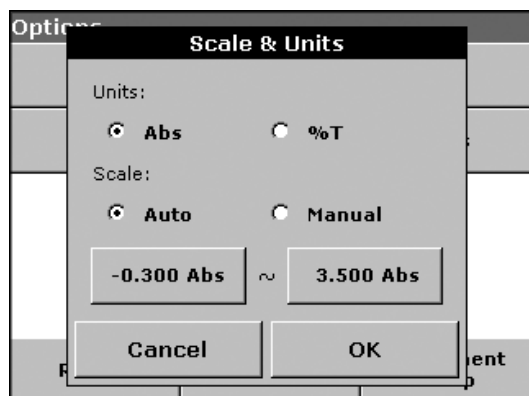 Scale & Units
Units:
Abs
%T
Scale:
Auto
Manual
-0.300 Abs ~ 3.500 Abs
Cancel
OK